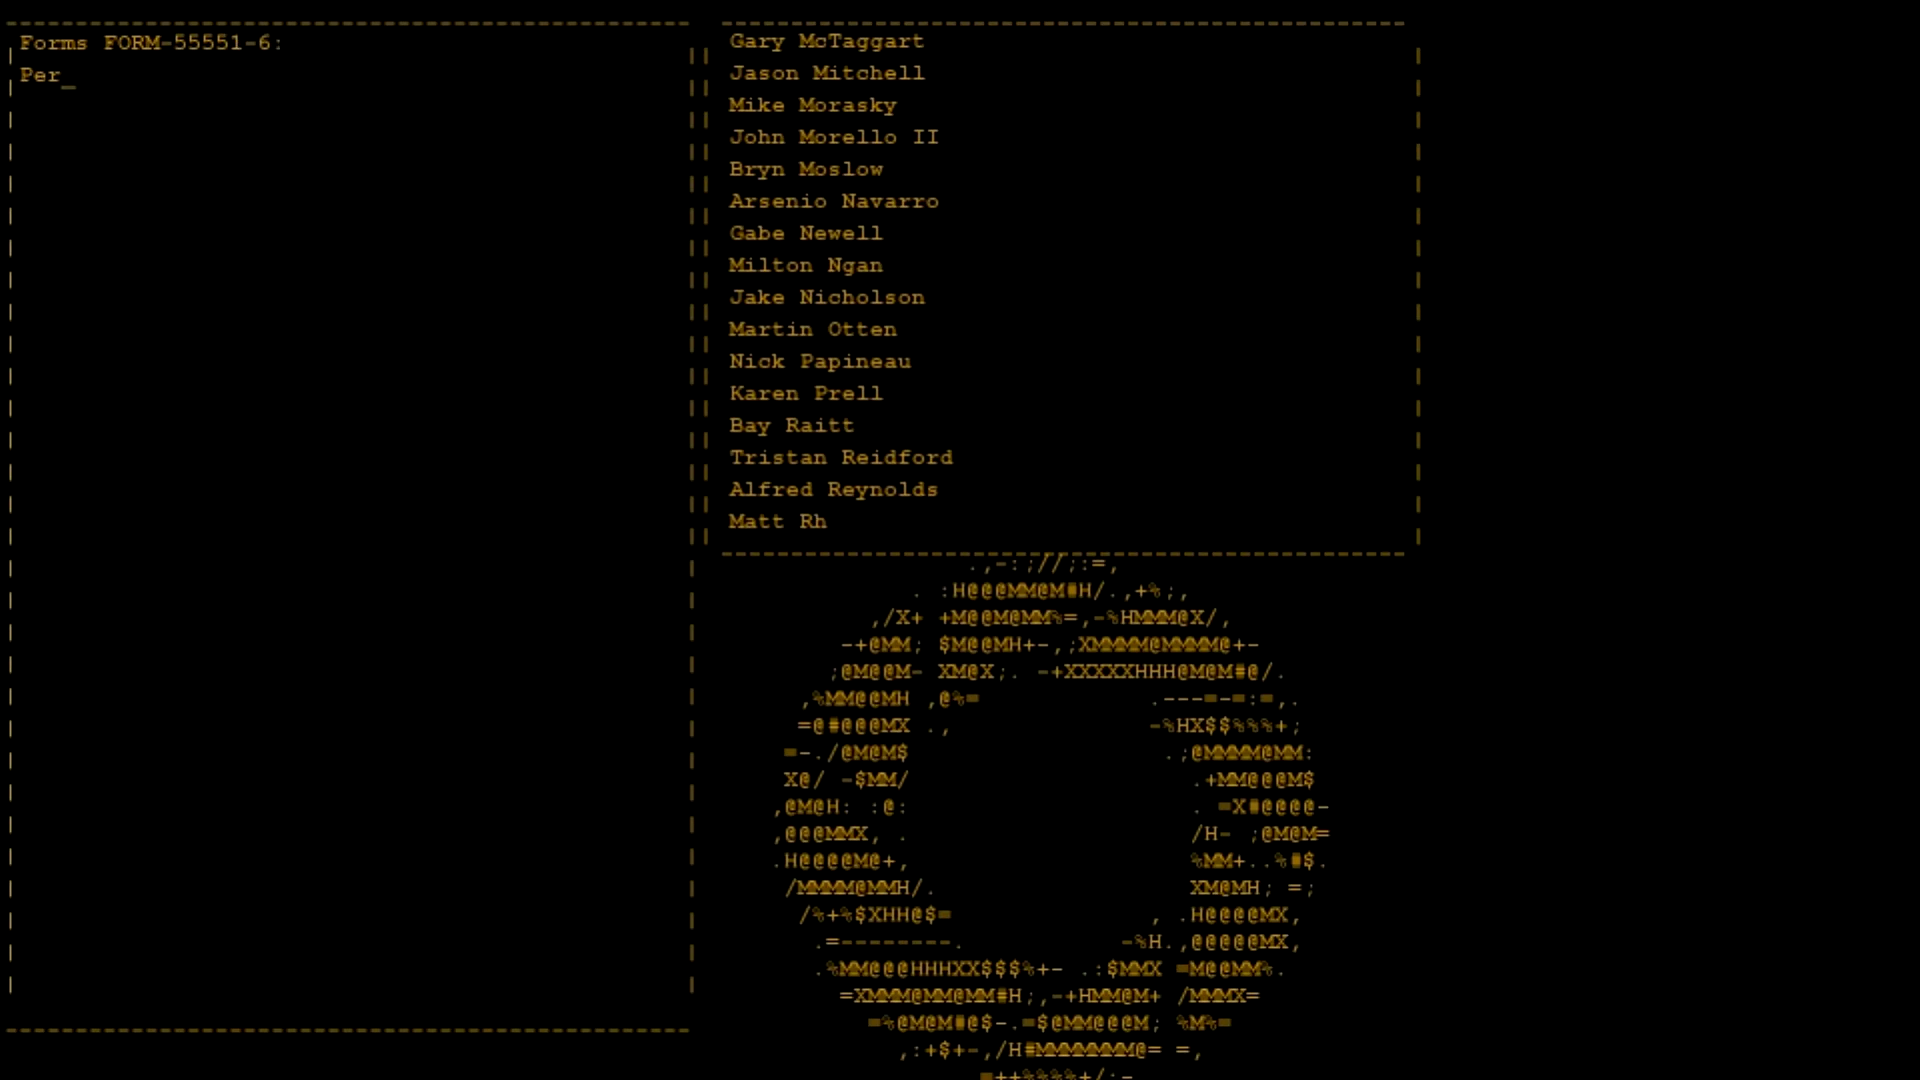 Forms FORM-55551-6:
Per_
Gary McTaggart
Jason Mitchell
Mike Morasky
John Morello II
Bryn Moslow
Arsenio Navarro
Gabe Newell
Milton Ngan
Jake Nicholson
Martin Otten
Nick Papineau
Karen Prell
Bay Raitt
Tristan Reidford
Alfred Reynolds
Matt Rh